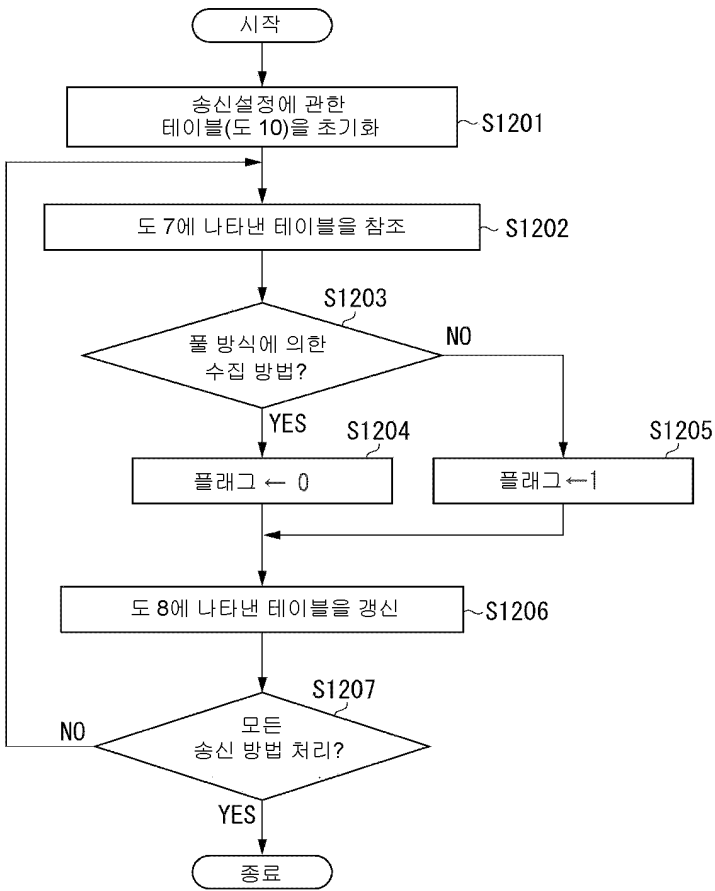 시작
송신설정에 관한
테이블(도 10)을 초기화
S1201
도 7에 나타낸 테이블을 참조
S1202
S1203
풀 방식에 의한
수집 방법?
NO
YES
S1204
S1205
플래그 ← 0
플래그←1
도 8에 나타낸 테이블을 갱신
S1206
S1207
모든
송신 방법 처리?
NO
YES
종료